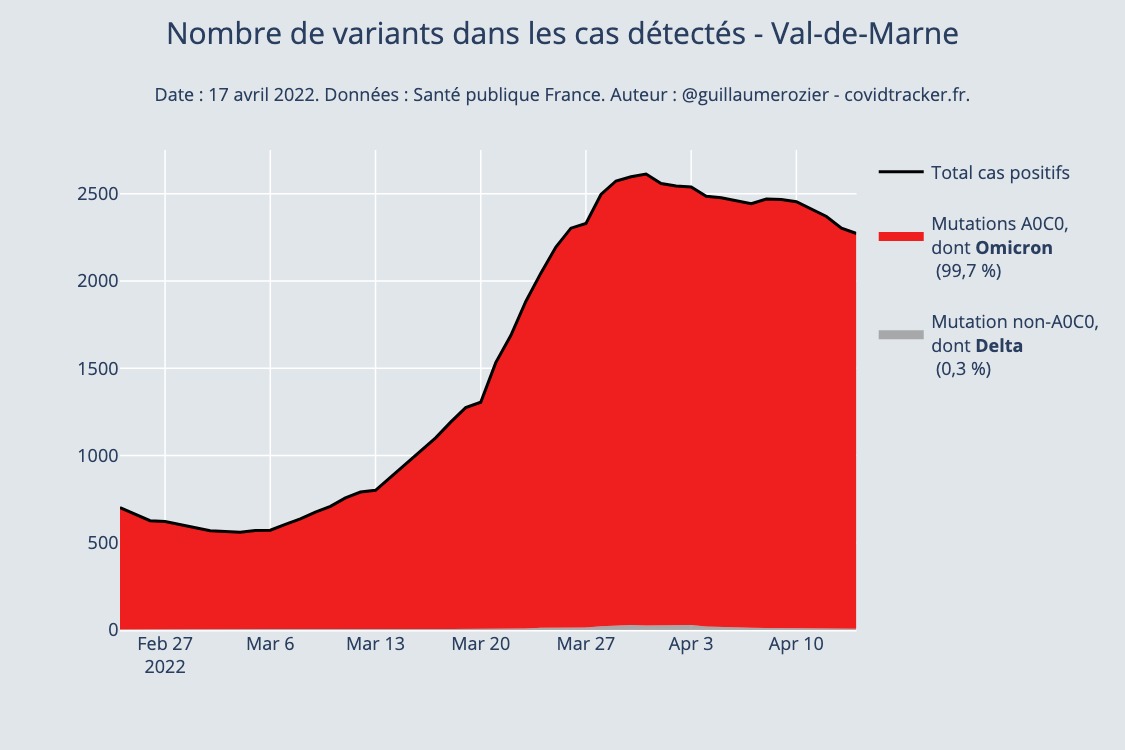 Nombre de variants dans les cas détectés - Val-de-Marne
Date : 17 avril 2022. Données : Santé publique France. Auteur : @guillaumerozier - covidtracker.fr.
2500
2000
1500
1000
500
0
Feb 27
2022
Mar 6
Mar 13
Mar 20
Mar 27
Apr 3
Apr 10
Total cas positifs
Mutations A0C0,
dont Omicron
(99,7 %)
Mutation non-A0C0,
dont Delta
(0,3 %)